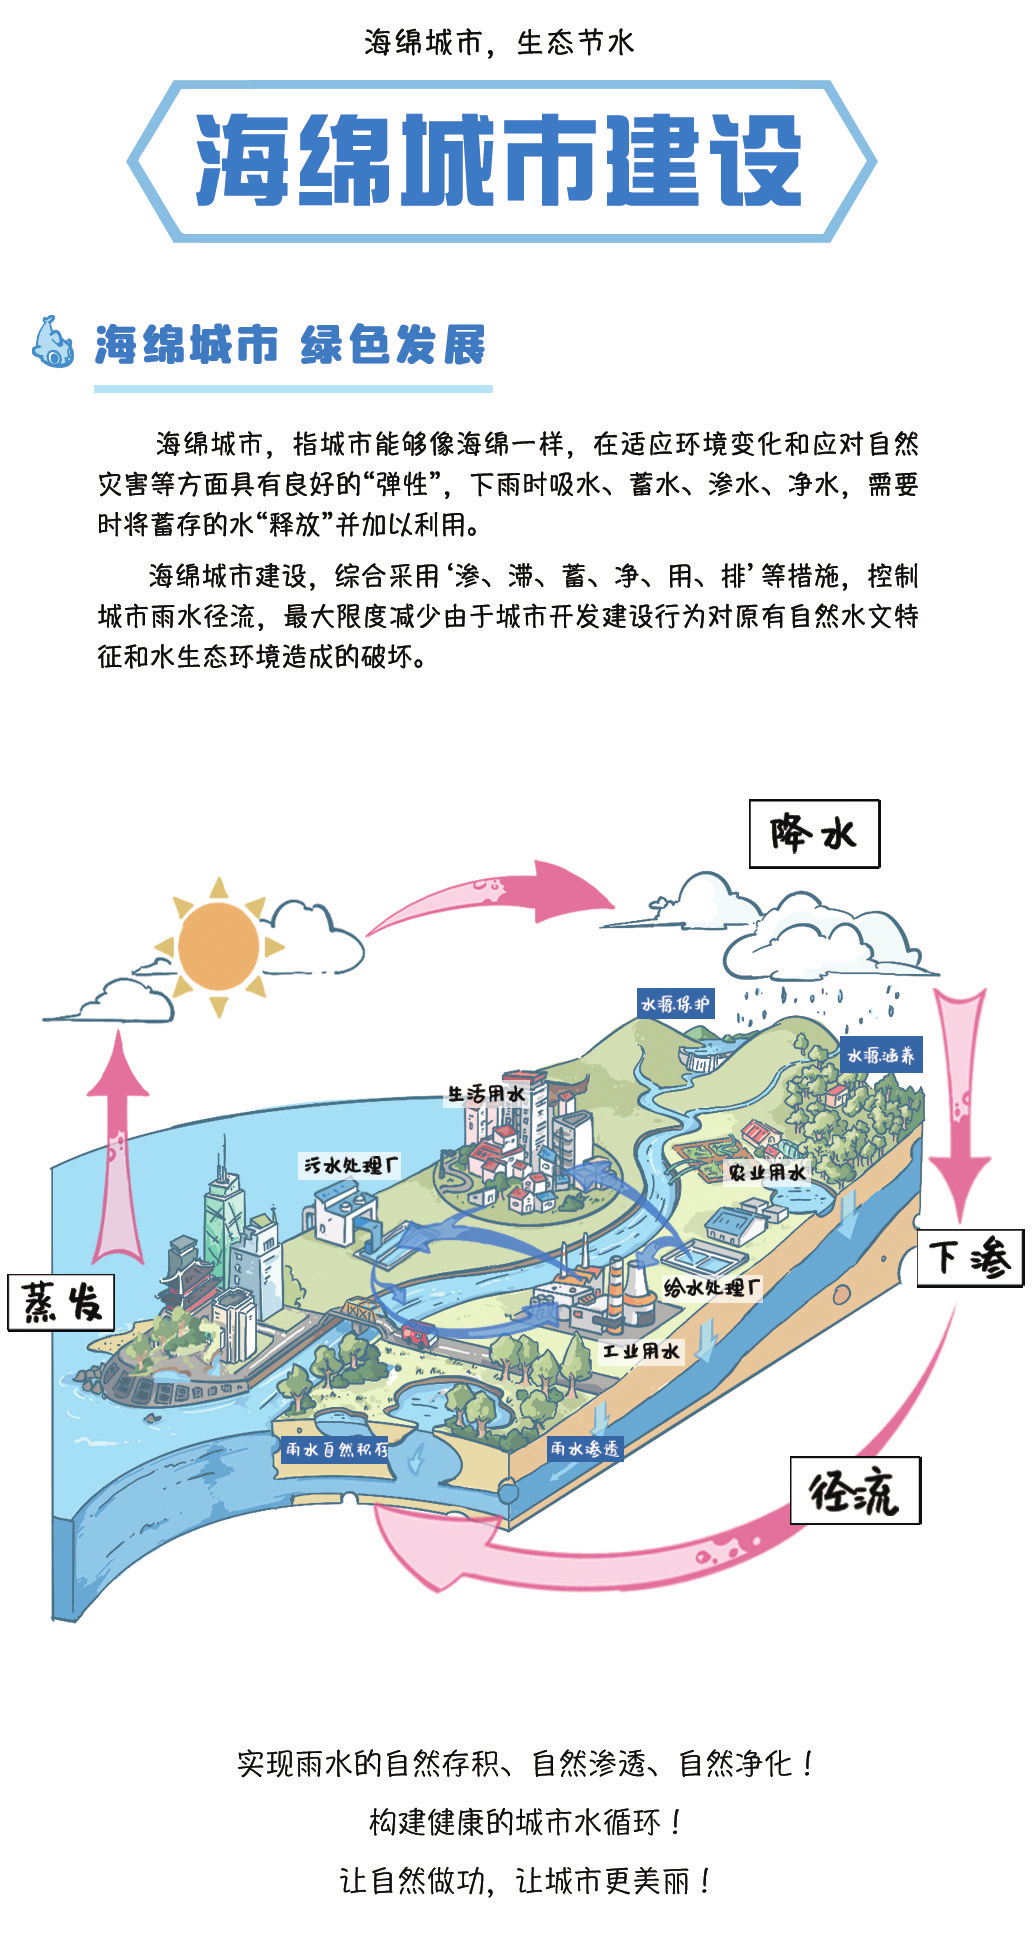 海绵城市，生态节水
海绵城市建设
海绵城市 绿色发展
海绵城市，指城市能够像海绵一样，在适应环境变化和应对自然
灾害等方面具有良好的“弹性”，下雨时吸水、蓄水、渗水、净水，需要
时将蓄存的水“释放”并加以利用。
海绵城市建设，综合采用‘渗、滞、蓄、净、用、排’等措施，控制
城市雨水径流，最大限度减少由于城市开发建设行为对原有自然水文特
征和水生态环境造成的破坏。
降水
水源保护
水源涵养
生活用水
污水处理厂
农业用水
下渗
蒸发
给水处理厂
工业用水
雨水自然积存
雨水渗透
径流
实现雨水的自然存积、自然渗透、自然净化！
构建健康的城市水循环！
让自然做功，让城市更美丽！